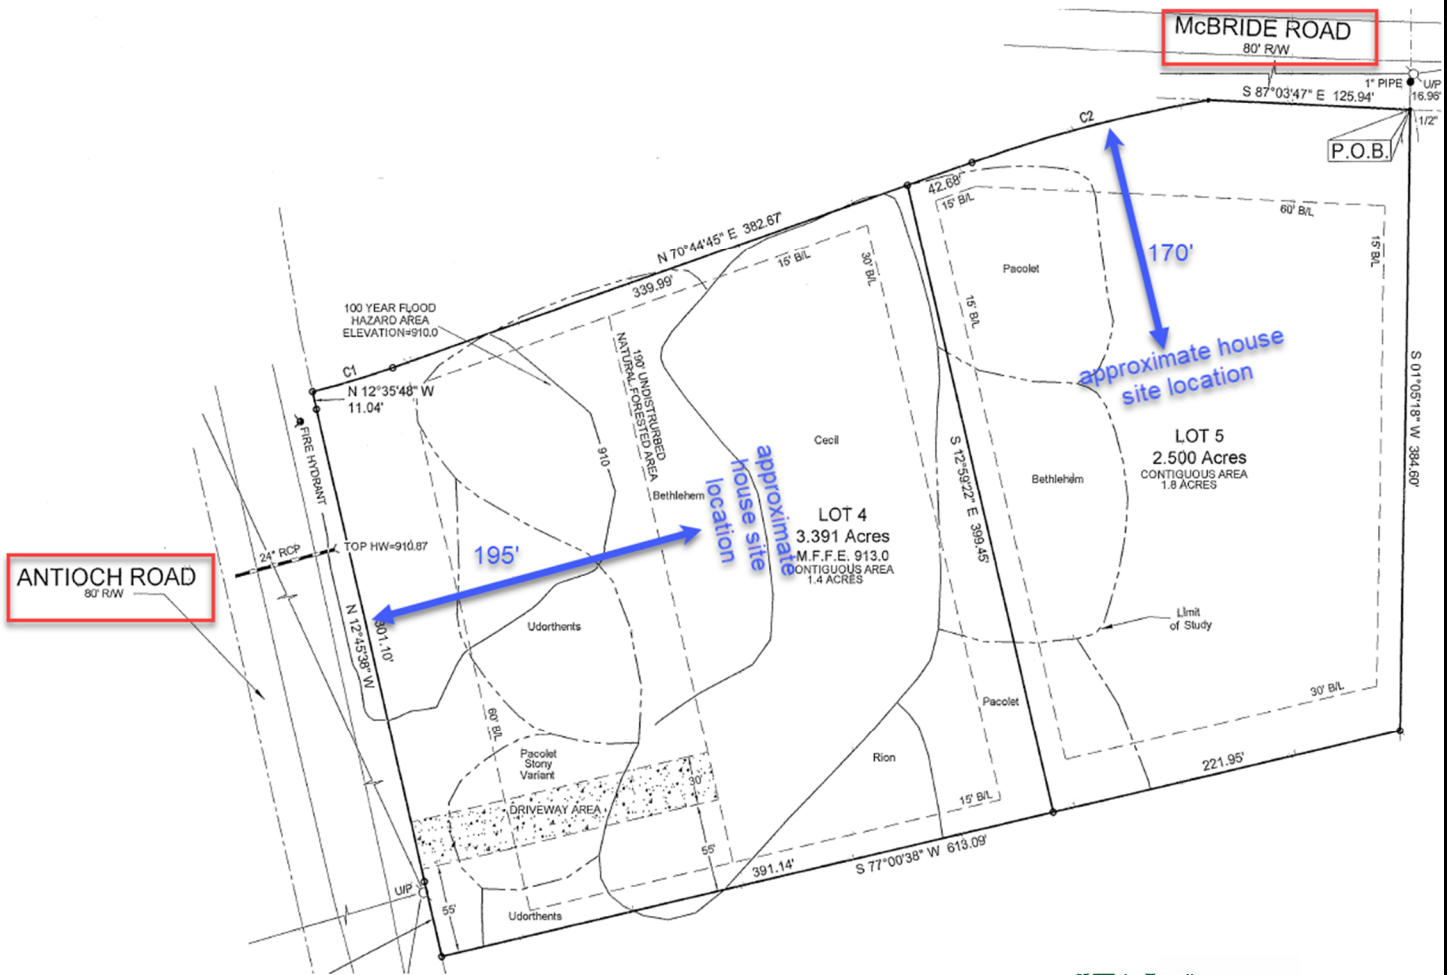 McBRIDE ROAD
80' R/W
1" PIPE
U/P
16.96'
S 87°03'47" E 125.94'
1/2"
P.O.B.
C2
42.68'
15' B/L
60' B/L
15' B/L
170'
Pacolet
15' B/L
approximate house
site location
N 70°44'45" E 382.67'
339.99'
15' B/L
30' B/L
100 YEAR FLOOD
HAZARD AREA
ELEVATION=910.0
C1
N 12°35'48" W
11.04'
FIRE HYDRANT
190' UNDISTRURBED
NATURAL FORESTED AREA
910
Cecil
Bethlehem
approximate
house site
location
LOT 4
3.391 Acres
M.F.F.E. 913.0
CONTIGUOUS AREA
1.4 ACRES
S 12°59'22" E 399.45'
LOT 5
2.500 Acres
CONTIGUOUS AREA
1.8 ACRES
Bethlehem
S 01°05'18" W 384.60'
24" RCP
TOP HW=910.87
195'
ANTIOCH ROAD
80' R/W
N 12°45'38" W
301.10'
Udorthents
Limit
of Study
60' B/L
Pacolet
30' B/L
Pacolet
Stony
Variant
Rion
221.95'
30'
15' B/L
DRIVEWAY AREA
55'
391.14'
S 77°00'38" W 613.09'
U/P
55'
Udorthents